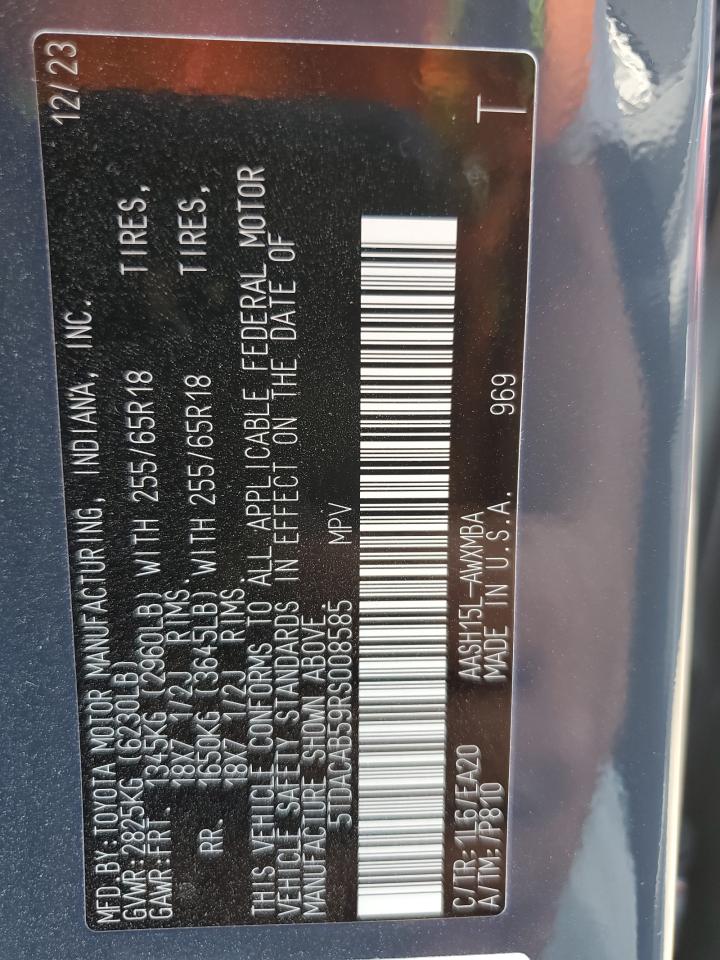 MFD.BY:TOYOTA MOTOR MANUFACTURING, INDIANA, INC. 12/23
GVWR:2825KG (6230LB)
GAWR:FRT. 1345KG (2960LB) WITH 255/65R18 TIRES,
18X7 1/2J RIMS.
RR. 1650KG (3645LB) WITH 255/65R18 TIRES,
18X7 1/2J RIMS.
THIS VEHICLE CONFORMS TO ALL APPLICABLE FEDERAL MOTOR
VEHICLE SAFETY STANDARDS IN EFFECT ON THE DATE OF
MANUFACTURE SHOWN ABOVE.
5TDACAB59RS008585 MPV
C/TR:1L6/EA20 AASH15L-AWXMBA
A/TM:/P810 MADE IN U.S.A. 969 T